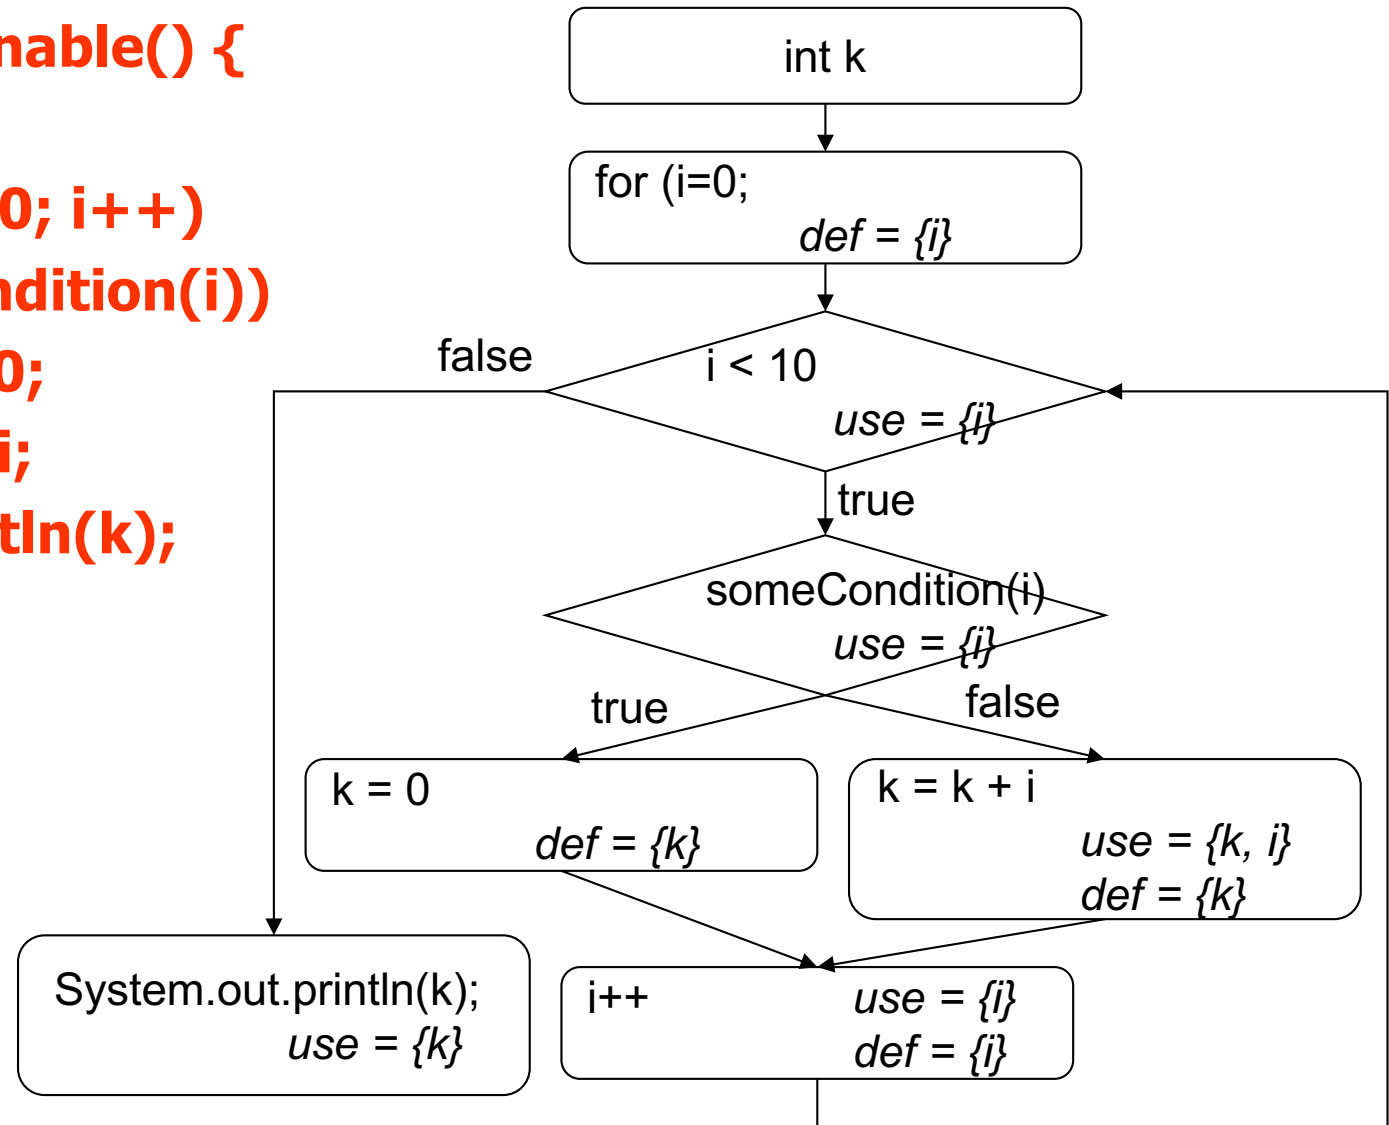 nable() {
0; i++)
ndition(i))
0;
i;
tln(k);
int k
for (i=0;
def = {i}
false
i < 10
use = {i}
true
someCondition(i)
use = {i}
true
false
k = 0
def = {k}
k = k + i
use = {k, i}
def = {k}
System.out.println(k);
use = {k}
i++ use = {i}
def = {i}